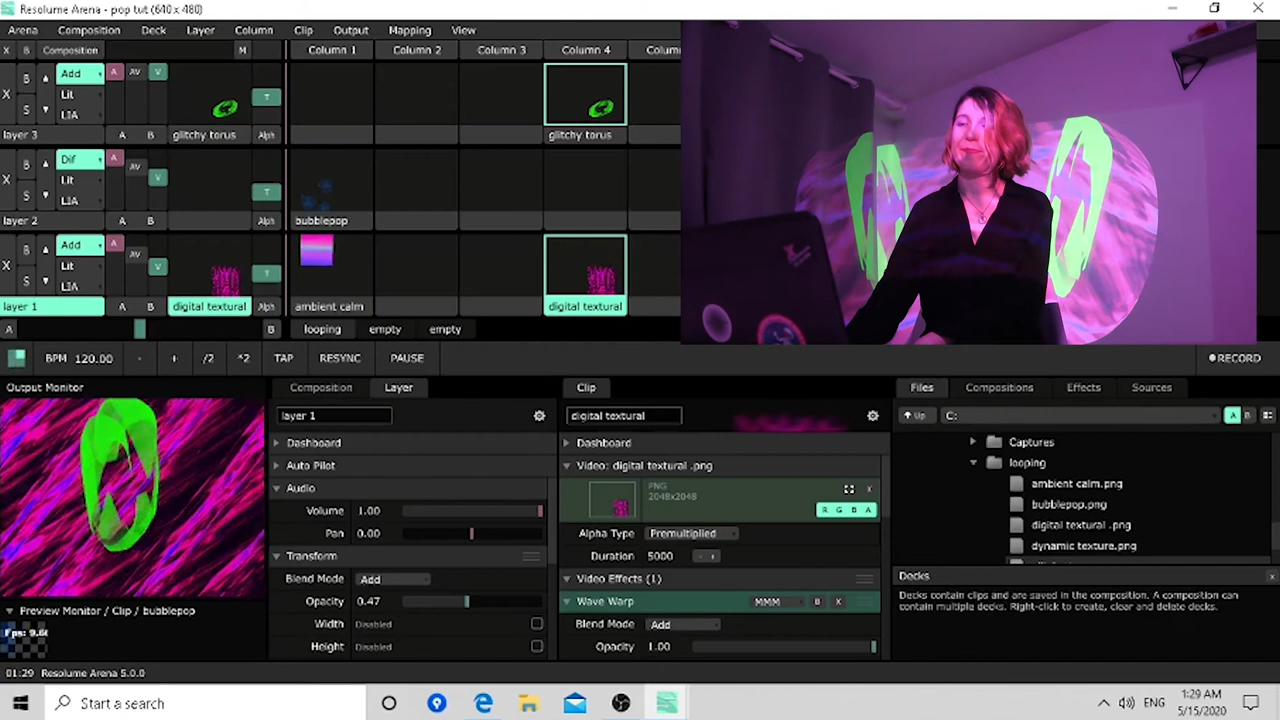 Resolume Arena - pop tut (640 x 480)
Arena Composition Deck Layer Column Clip Output Mapping View
X B Composition M Column 1 Column 2 Column 3 Column 4 Colum
B Add A AV V
X Lit T
S LIA
layer 3 A B glitchy torus Alph glitchy torus
B Dif A AV V
X Lit T
S LIA
layer 2 A B Alph bubblepop
B Add A AV V
X Lit T
S LIA
layer 1 A B digital textural Alph ambient calm digital textural
A B looping empty empty
BPM 120.00 - + /2 *2 TAP RESYNC PAUSE RECORD
Output Monitor Composition Layer Clip Files Compositions Effects Sources
layer 1 digital textural Up C: A B
Dashboard Dashboard Captures
Auto Pilot Video: digital textural .png looping
Audio PNG ambient calm.png
2048x2048
Volume 1.00 R G B A bubblepop.png
Pan 0.00 Alpha Type Premultiplied digital textural .png
Transform Duration 5000 - + dynamic texture.png
Blend Mode Add Video Effects (1) Decks x
Opacity 0.47 Wave Warp MMM B X Decks contain clips and are saved in the composition. A composition can
contain multiple decks. Right-click to create, clear and delete decks.
Preview Monitor / Clip / bubblepop
Width Disabled Blend Mode Add
Height Disabled Opacity 1.00
01:29 Resolume Arena 5.0.0
Start a search ENG 1:29 AM
5/15/2020